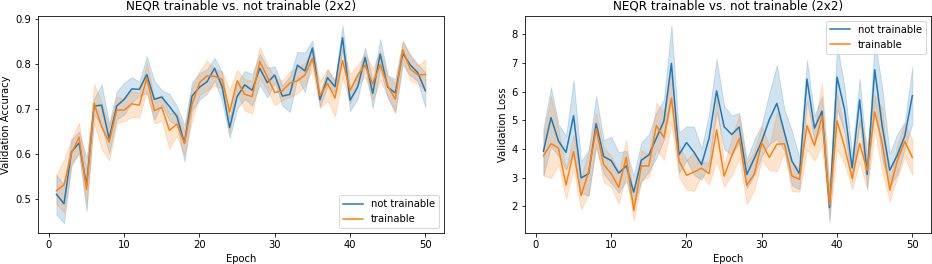 NEQR trainable vs. not trainable (2x2)
Validation Accuracy
0.9
0.8
0.7
0.6
0.5
0 10 20 30 40 50
Epoch
not trainable
trainable
NEQR trainable vs. not trainable (2x2)
Validation Loss
8
7
6
5
4
3
2
0 10 20 30 40 50
Epoch
not trainable
trainable